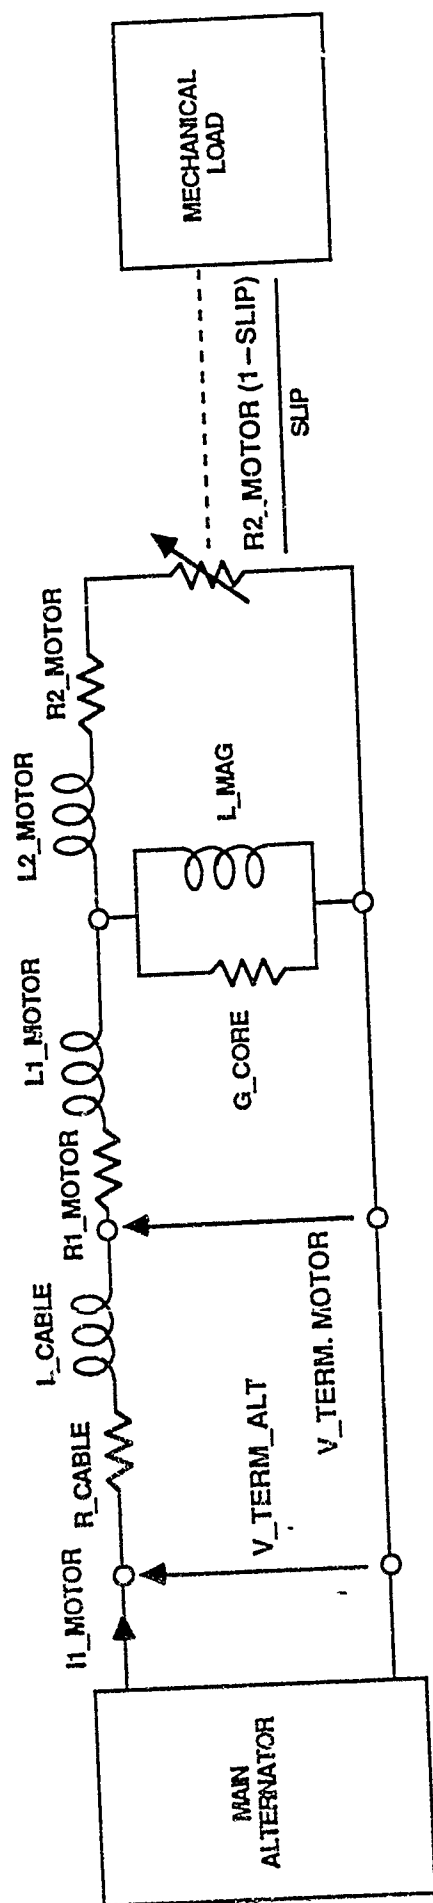 MAIN
ALTERNATOR
I1_MOTOR
R_CABLE
L_CABLE
R1_MOTOR
L1_MOTOR
L2_MOTOR
R2_MOTOR
V_TERM_ALT
V_TERM. MOTOR
G_CORE
L_MAG
R2_MOTOR (1-SLIP)
SLIP
MECHANICAL
LOAD